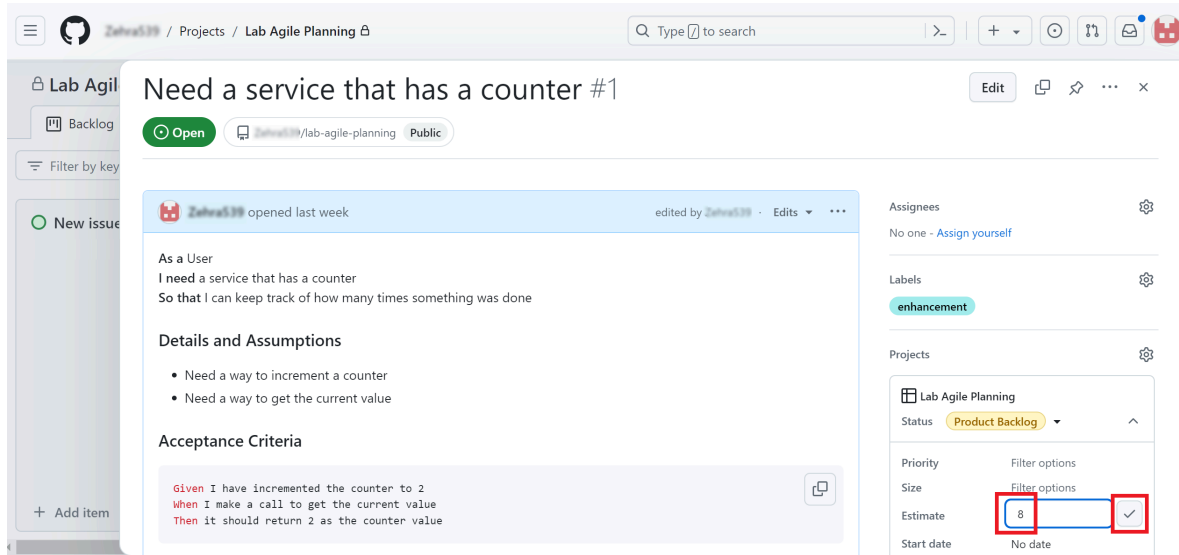 / Projects / Lab Agile Planning
Type / to search
Lab Agil
Need a service that has a counter #1
Edit
Backlog
Open
/lab-agile-planning Public
Filter by key
New issue
opened last week
edited by · Edits
Assignees
No one - Assign yourself
As a User
I need a service that has a counter
So that I can keep track of how many times something was done
Labels
enhancement
Details and Assumptions
Need a way to increment a counter
Need a way to get the current value
Projects
Lab Agile Planning
Status Product Backlog
Acceptance Criteria
Given I have incremented the counter to 2
When I make a call to get the current value
Then it should return 2 as the counter value
Priority Filter options
Size Filter options
Estimate 8
Start date No date
+ Add item